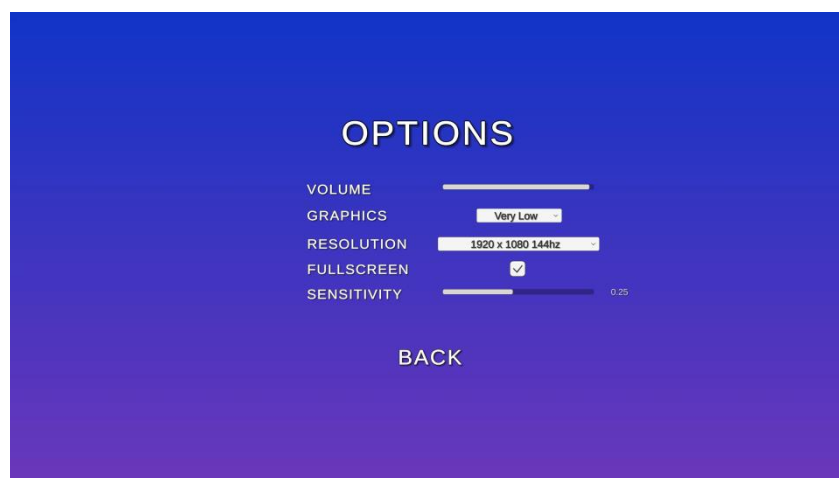 OPTIONS
VOLUME
GRAPHICS Very Low
RESOLUTION 1920 x 1080 144hz
FULLSCREEN
SENSITIVITY 0.25
BACK